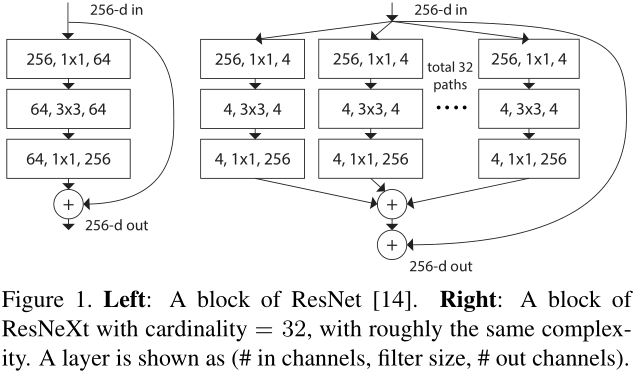 256-d in
256, 1x1, 64
64, 3x3, 64
64, 1x1, 256
+
256-d out
256-d in
256, 1x1, 4
256, 1x1, 4
total 32
paths
....
256, 1x1, 4
4, 3x3, 4
4, 3x3, 4
4, 3x3, 4
4, 1x1, 256
4, 1x1, 256
4, 1x1, 256
+
+
256-d out
Figure 1. Left: A block of ResNet [14]. Right: A block of
ResNeXt with cardinality = 32, with roughly the same complex-
ity. A layer is shown as (# in channels, filter size, # out channels).